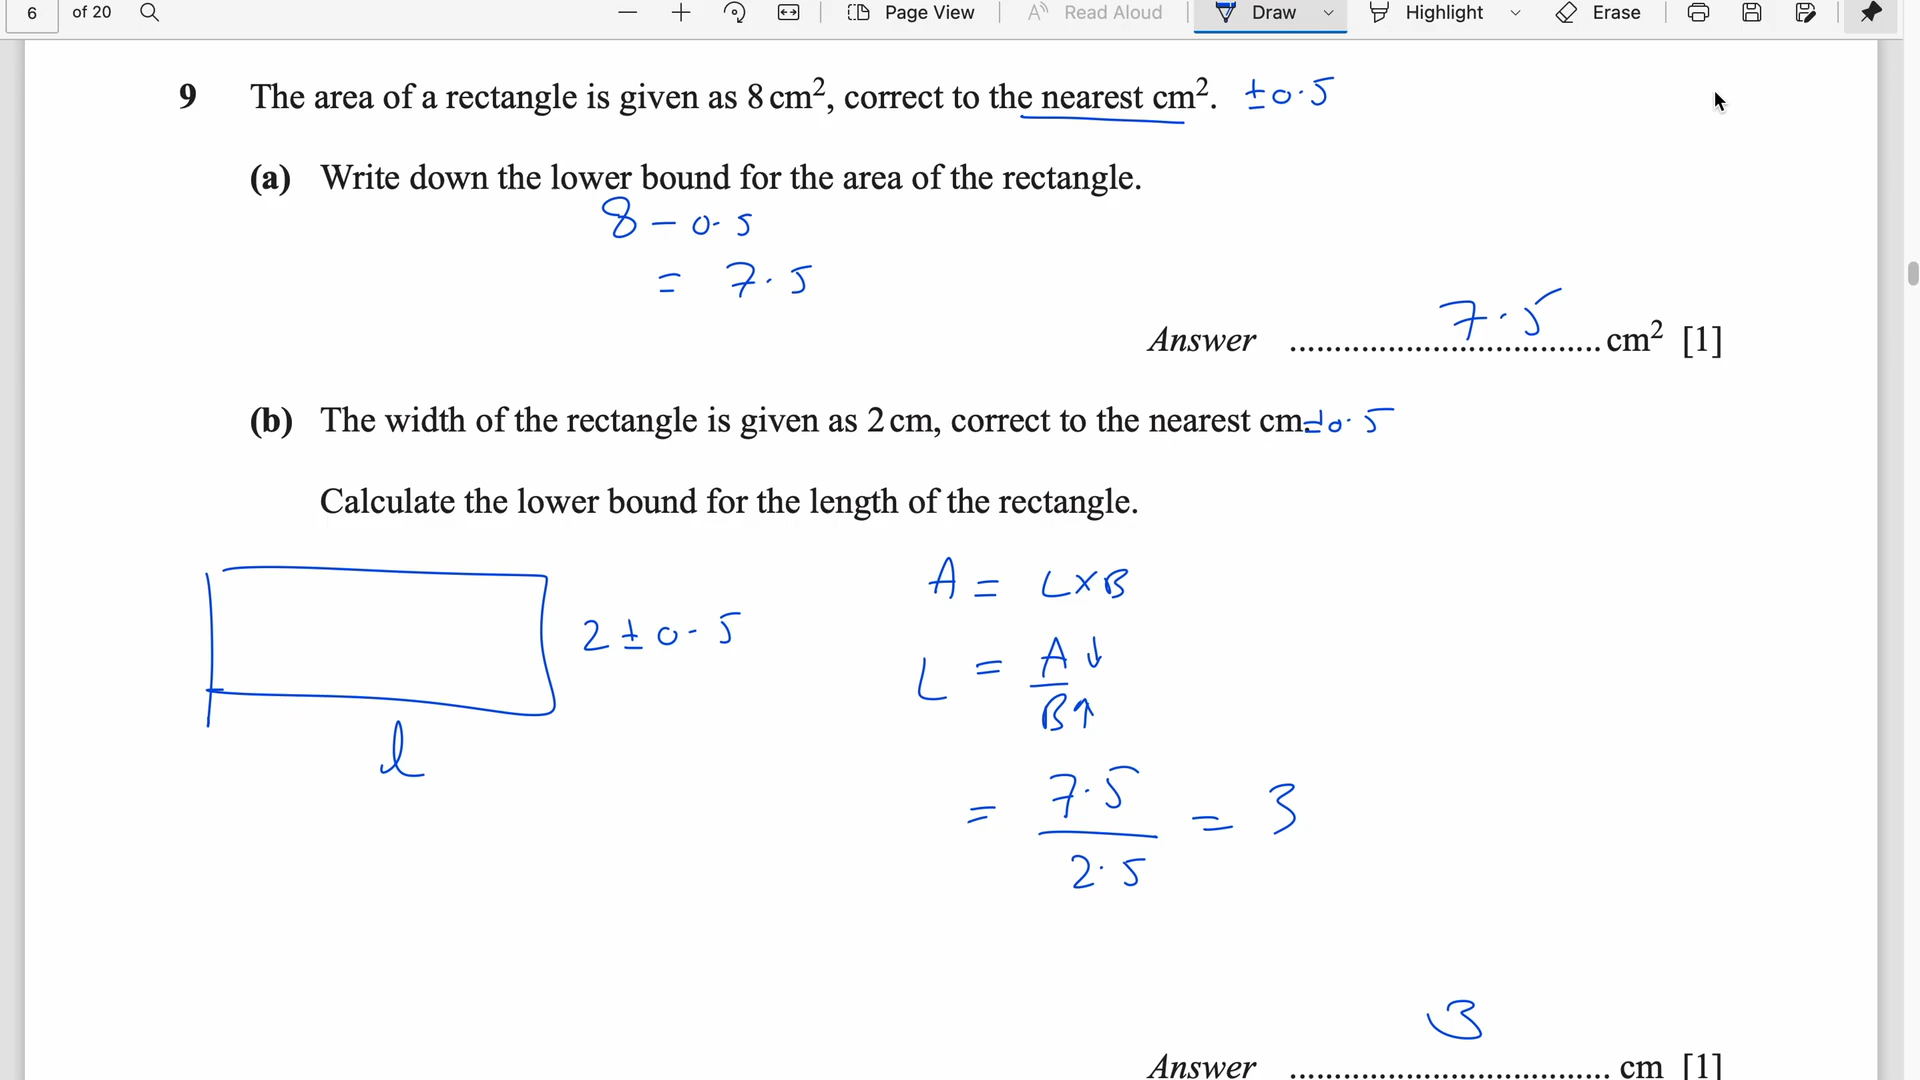 6 of 20 Page View Read Aloud Draw Highlight Erase
9 The area of a rectangle is given as 8 cm², correct to the nearest cm². ±0.5
(a) Write down the lower bound for the area of the rectangle.
8 - 0.5
= 7.5
7.5
Answer .................................... cm² [1]
(b) The width of the rectangle is given as 2 cm, correct to the nearest cm. ±0.5
Calculate the lower bound for the length of the rectangle.
A = L×B
2 ± 0.5
L = A↓ / B↑
l
= 7.5 / 2.5 = 3
3
Answer .................................... cm [1]